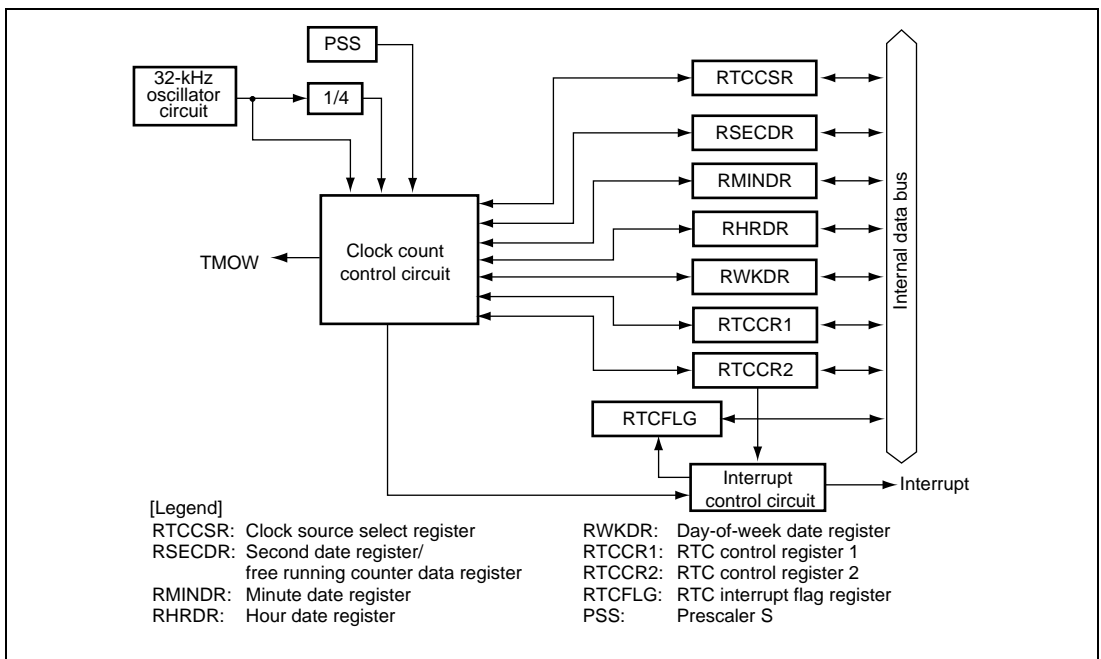 PSS
32-kHz
oscillator
circuit
1/4
RTCCSR
RSECDR
RMINDR
RHRDR
RWKDR
RTCCR1
RTCCR2
RTCFLG
Internal data bus
TMOW
Clock count
control circuit
Interrupt
control circuit
Interrupt
[Legend]
RTCCSR: Clock source select register
RSECDR: Second date register/
free running counter data register
RMINDR: Minute date register
RHRDR: Hour date register
RWKDR: Day-of-week date register
RTCCR1: RTC control register 1
RTCCR2: RTC control register 2
RTCFLG: RTC interrupt flag register
PSS: Prescaler S